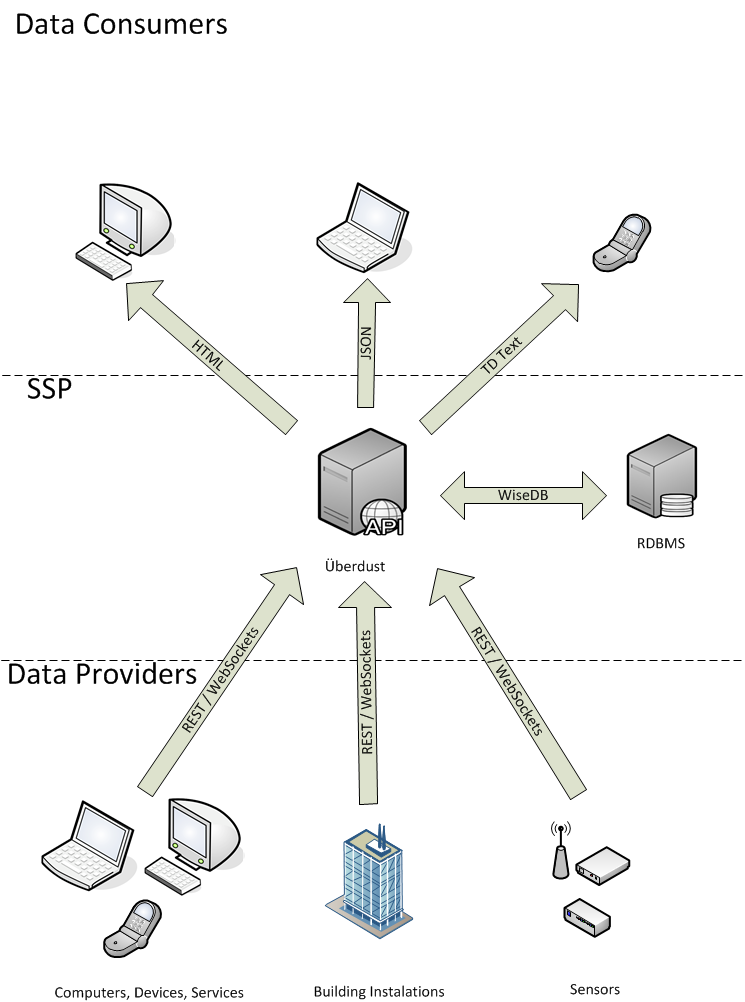 Data Consumers
HTML
JSON
TD Text
SSP
API
WiseDB
Überdust
RDBMS
REST / WebSockets
REST / WebSockets
REST / WebSockets
Data Providers
Computers, Devices, Services
Building Instalations
Sensors